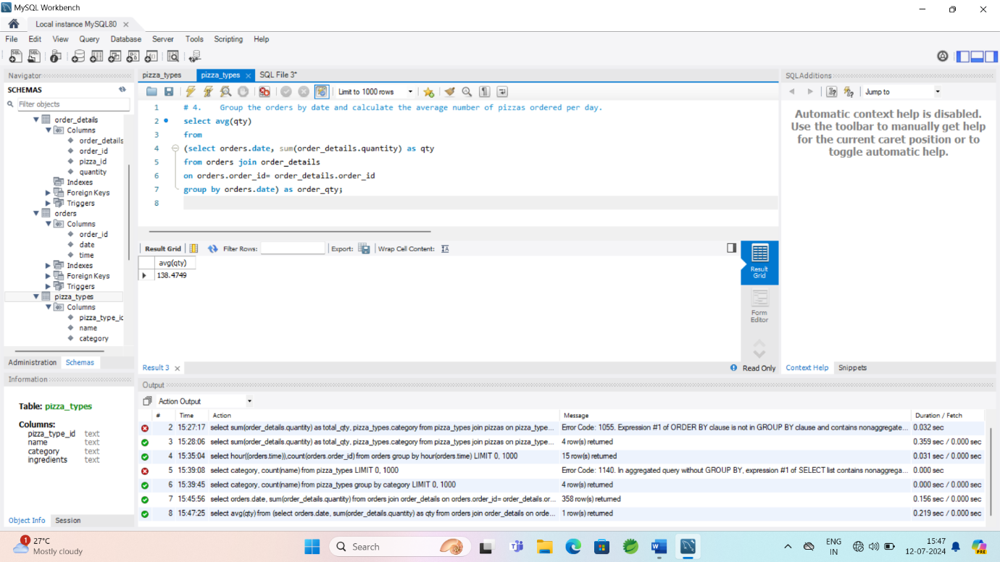 MySQL Workbench
Local instance MySQL80
File Edit View Query Database Server Tools Scripting Help
Navigator
SCHEMAS
Filter objects
order_details
Columns
order_details
order_id
pizza_id
quantity
Indexes
Foreign Keys
Triggers
orders
Columns
order_id
date
time
Indexes
Foreign Keys
Triggers
pizza_types
Columns
pizza_type_ic
name
category
Administration Schemas
Information
Table: pizza_types
Columns:
pizza_type_id text
name text
category text
ingredients text
Object Info Session
pizza_types pizza_types SQL File 3*
Limit to 1000 rows
1 # 4. Group the orders by date and calculate the average number of pizzas ordered per day.
2 select avg(qty)
3 from
4 (select orders.date, sum(order_details.quantity) as qty
5 from orders join order_details
6 on orders.order_id= order_details.order_id
7 group by orders.date) as order_qty;
8
Result Grid Filter Rows: Export: Wrap Cell Content:
avg(qty)
138.4749
Result Grid
Form Editor
Result 3 Read Only
SQLAdditions
Jump to
Automatic context help is disabled.
Use the toolbar to manually get help
for the current caret position or to
toggle automatic help.
Context Help Snippets
Output
Action Output
# Time Action Message Duration / Fetch
2 15:27:17 select sum(order_details.quantity) as total_qty, pizza_types.category from pizza_types join pizzas on pizza_type... Error Code: 1055. Expression #1 of ORDER BY clause is not in GROUP BY clause and contains nonaggregate... 0.032 sec
3 15:28:06 select sum(order_details.quantity) as total_qty, pizza_types.category from pizza_types join pizzas on pizza_type... 4 row(s) returned 0.359 sec / 0.000 sec
4 15:35:04 select hour((orders.time)),count(orders.order_id) from orders group by hour(orders.time) LIMIT 0, 1000 15 row(s) returned 0.031 sec / 0.000 sec
5 15:39:08 select category, count(name) from pizza_types LIMIT 0, 1000 Error Code: 1140. In aggregated query without GROUP BY, expression #1 of SELECT list contains nonaggrega... 0.000 sec
6 15:39:45 select category, count(name) from pizza_types group by category LIMIT 0, 1000 4 row(s) returned 0.000 sec / 0.000 sec
7 15:45:56 select orders.date, sum(order_details.quantity) from orders join order_details on orders.order_id= order_details.or... 358 row(s) returned 0.156 sec / 0.000 sec
8 15:47:25 select avg(qty) from (select orders.date, sum(order_details.quantity) as qty from orders join order_details on orde... 1 row(s) returned 0.219 sec / 0.000 sec
1
27°C
Mostly cloudy
Search
ENG
IN
15:47
12-07-2024
PRE